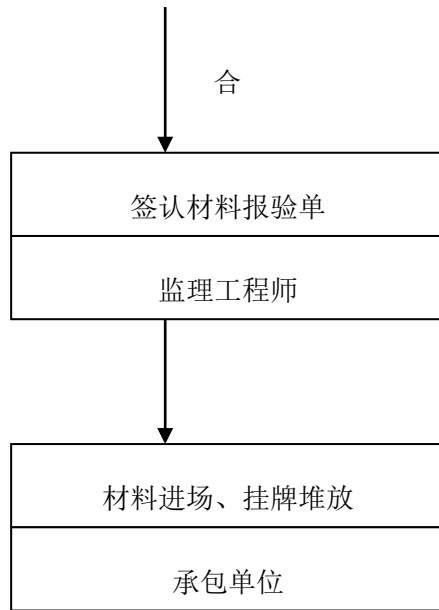 合
签认材料报验单
监理工程师
材料进场、挂牌堆放
承包单位